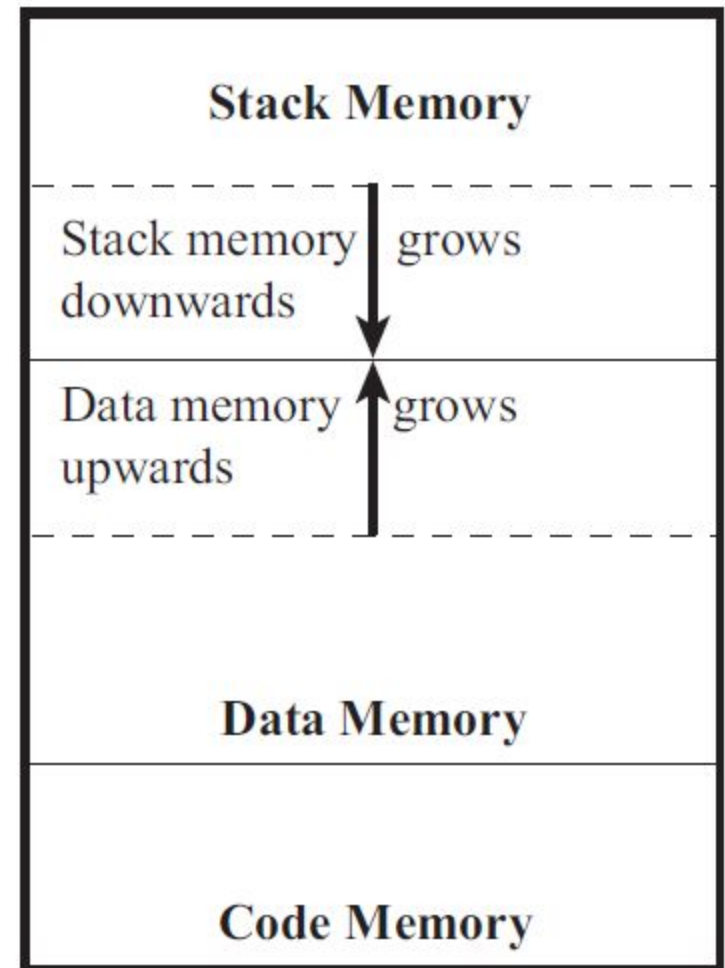 Stack Memory
Stack memory grows
downwards
Data memory grows
upwards
Data Memory
Code Memory